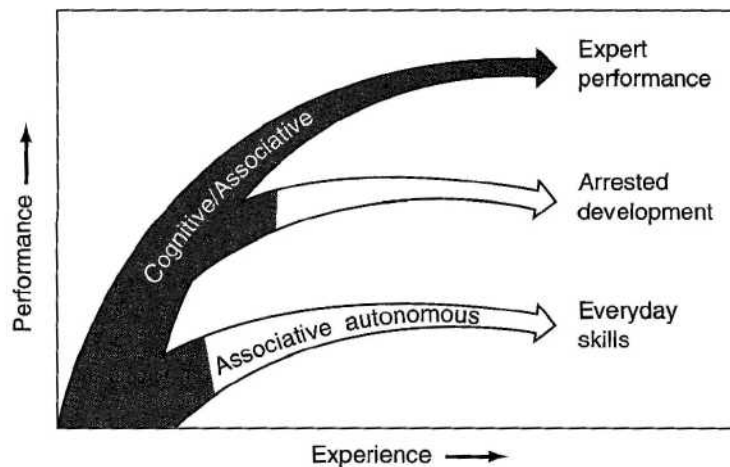 Expert
performance
Cognitive/Associative
Arrested
development
Performance
Everyday
skills
Associative autonomous
Experience